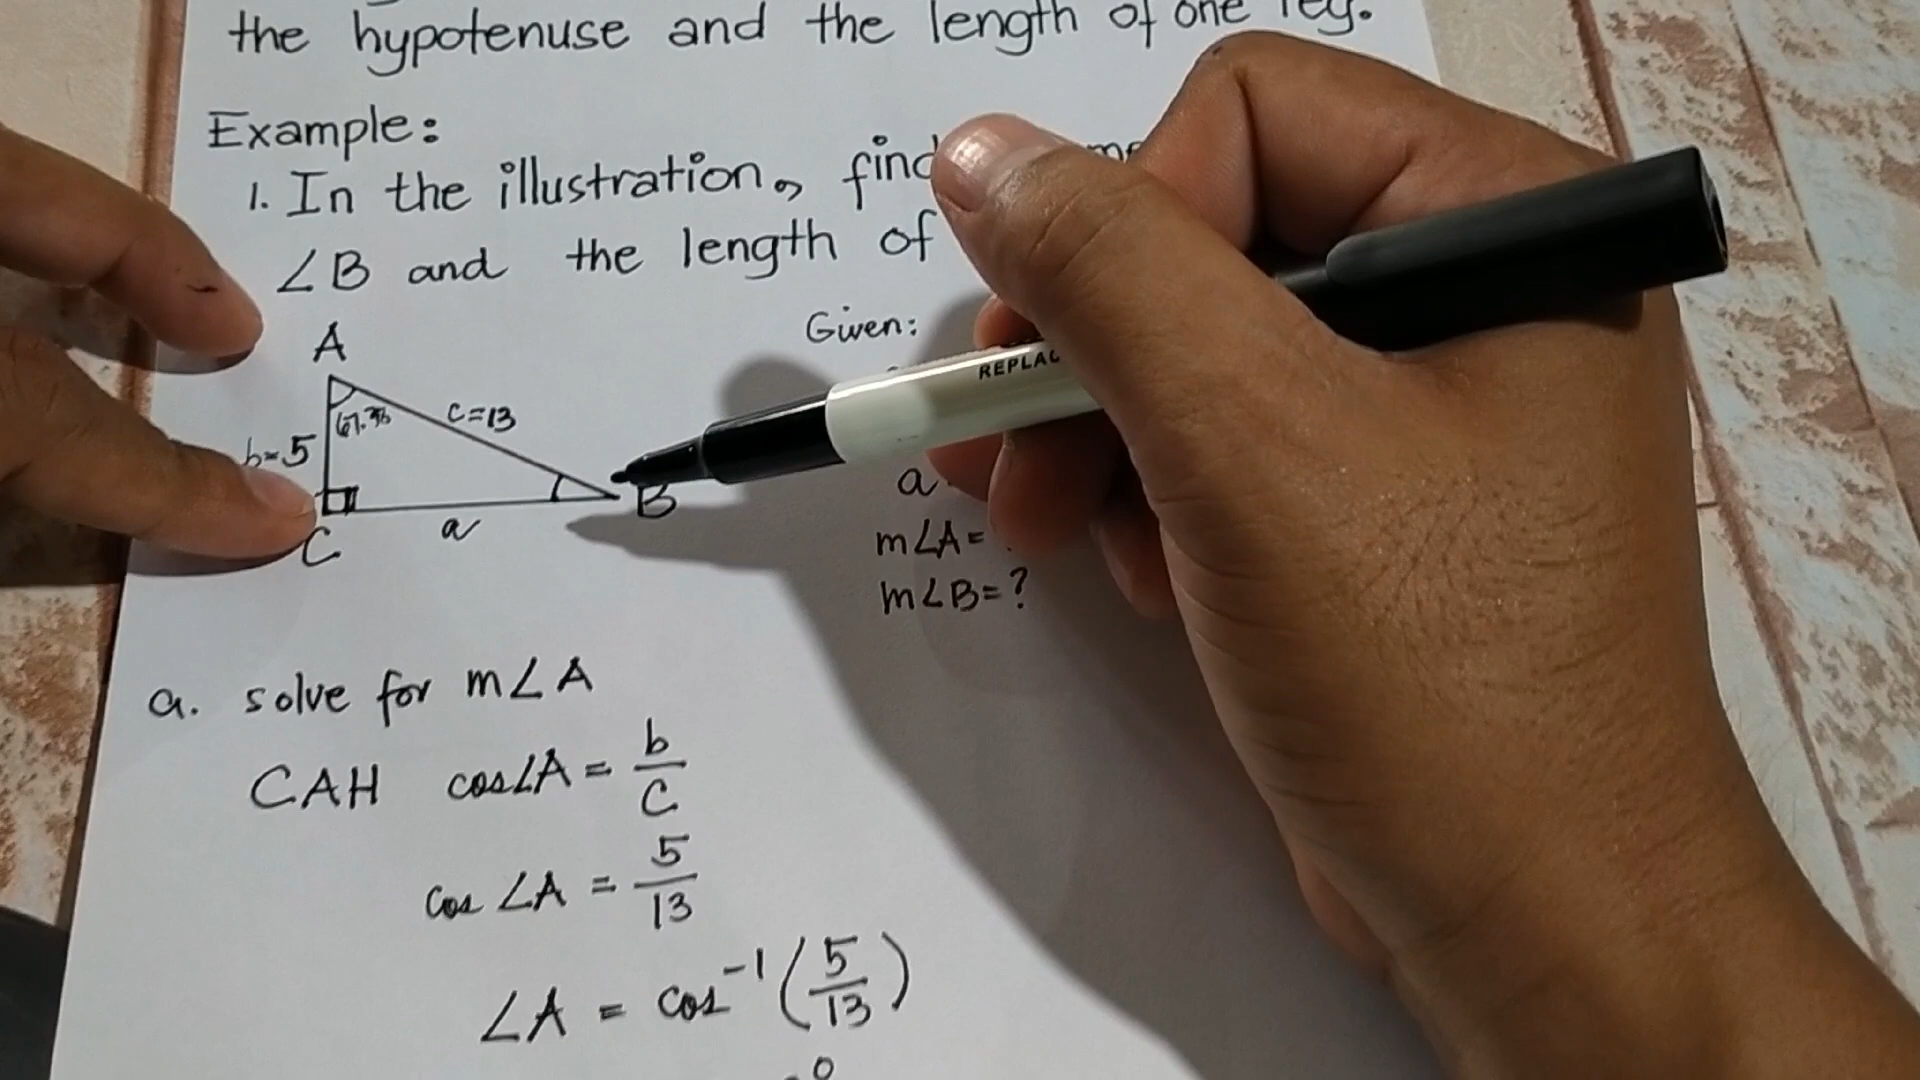 the hypotenuse and the length of one leg.
Example:
1. In the illustration, find
∠B and the length of
Given:
A
67.38
c=13
b=5
REPLAC
a
B
C
a
m∠A=
m∠B=?
a. solve for m∠A
CAH cos∠A = b/c
cos ∠A = 5/13
∠A = cos⁻¹(5/13)